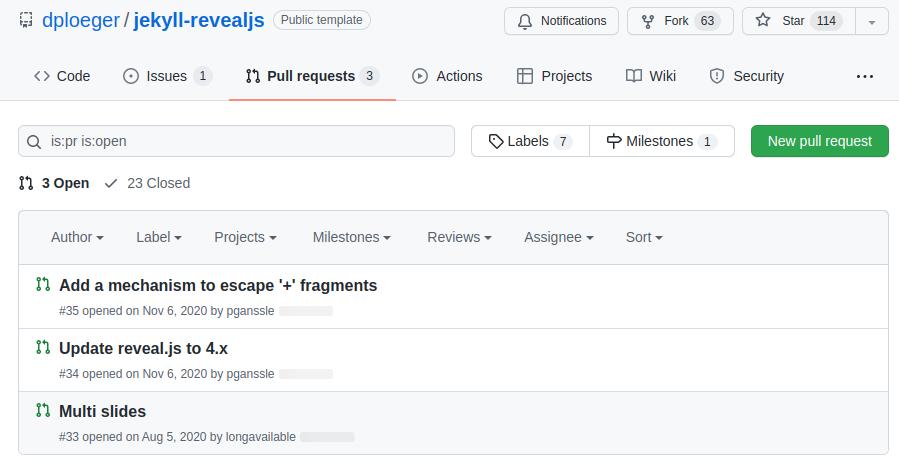 dploeger / jekyll-revealjs Public template Notifications Fork 63 Star 114
Code Issues 1 Pull requests 3 Actions Projects Wiki Security ...
is:pr is:open Labels 7 Milestones 1 New pull request
3 Open 23 Closed
Author Label Projects Milestones Reviews Assignee Sort
Add a mechanism to escape '+' fragments
#35 opened on Nov 6, 2020 by pganssle
Update reveal.js to 4.x
#34 opened on Nov 6, 2020 by pganssle
Multi slides
#33 opened on Aug 5, 2020 by longavailable